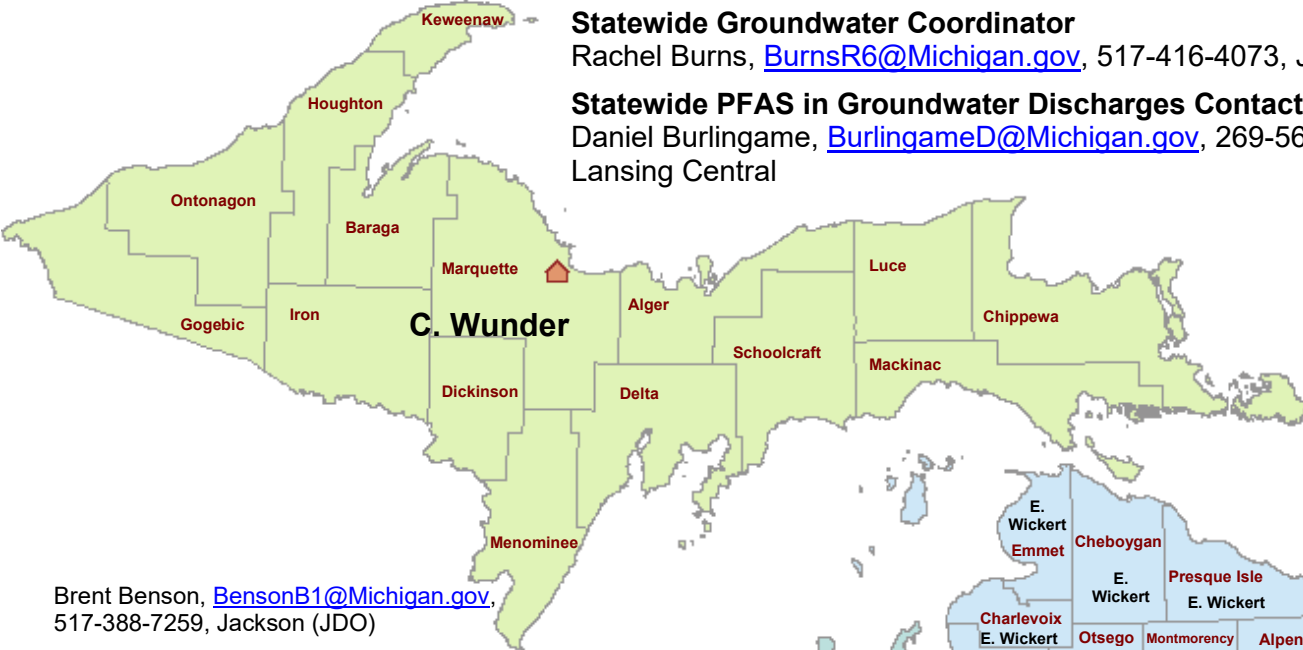 Keweenaw
Statewide Groundwater Coordinator
Rachel Burns, BurnsR6@Michigan.gov, 517-416-4073, J
Houghton
Statewide PFAS in Groundwater Discharges Contact
Daniel Burlingame, BurlingameD@Michigan.gov, 269-56
Lansing Central
Ontonagon
Baraga
Marquette
Luce
Alger
Iron
Gogebic
C. Wunder
Chippewa
Schoolcraft
Mackinac
Dickinson
Delta
E.
Wickert
Emmet
Cheboygan
E.
Wickert
Menominee
Presque Isle
E. Wickert
Brent Benson, BensonB1@Michigan.gov,
517-388-7259, Jackson (JDO)
Charlevoix
E. Wickert
Otsego
Montmorency
Alpen